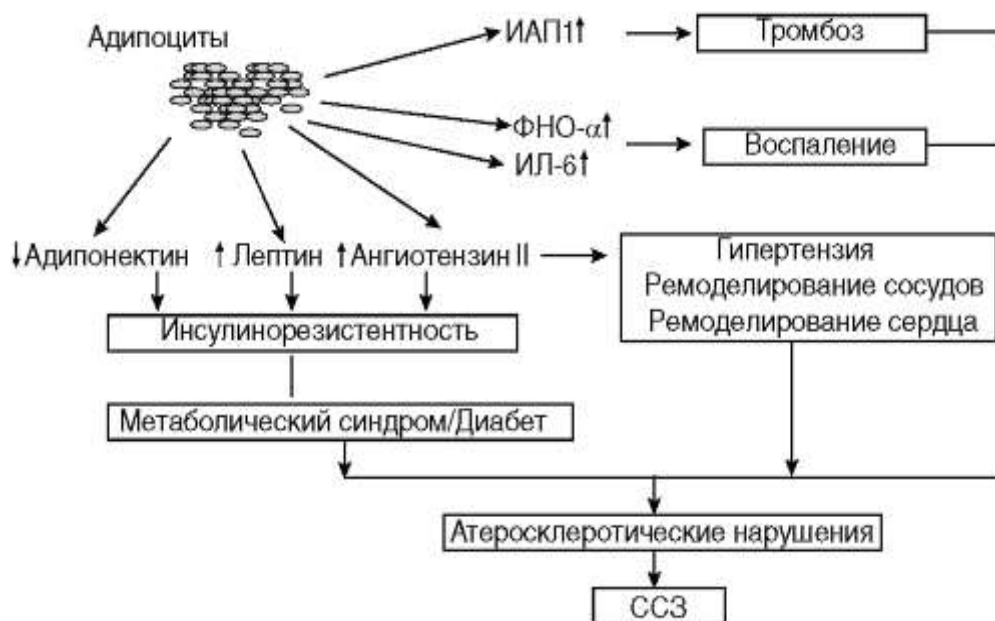 Адипоциты
ИАП1↑
Тромбоз
ФНО-α↑
ИЛ-6↑
Воспаление
↓Адипонектин ↑Лептин ↑Ангиотензин II
Гипертензия
Ремоделирование сосудов
Ремоделирование сердца
Инсулинорезистентность
Метаболический синдром/Диабет
Атеросклеротические нарушения
ССЗ